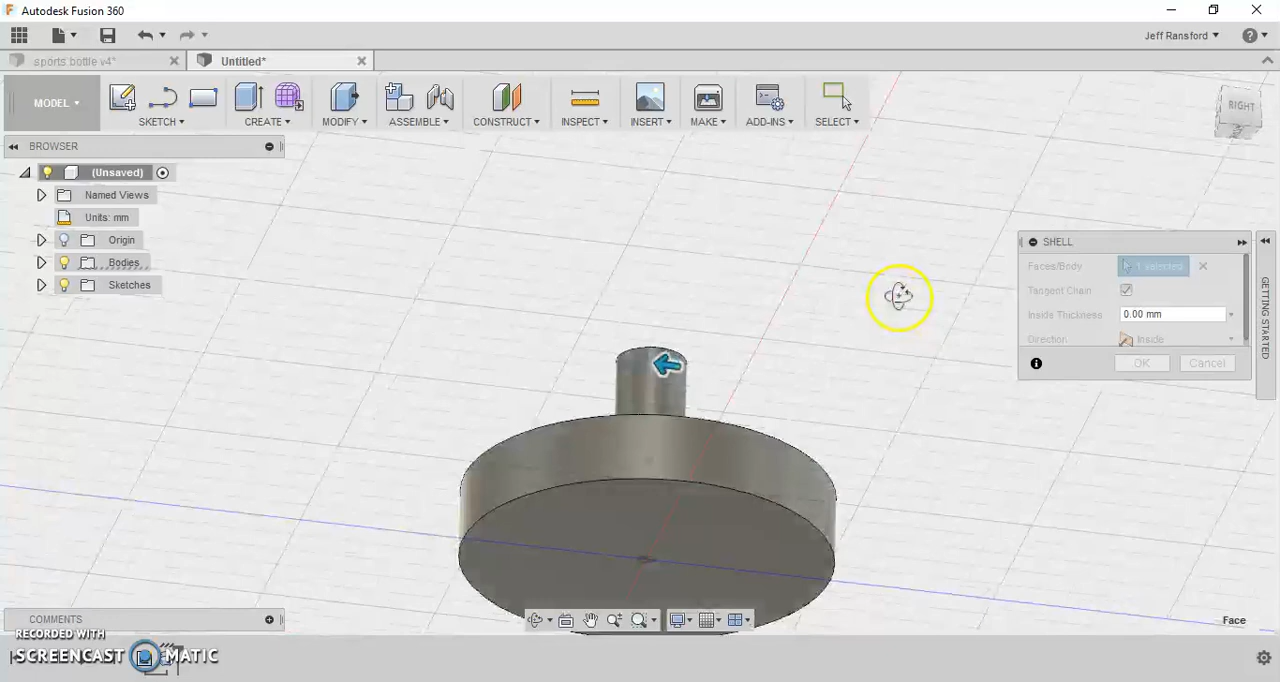 Autodesk Fusion 360
Jeff Ransford
sports bottle v4*
Untitled*
MODEL
SKETCH
CREATE
MODIFY
ASSEMBLE
CONSTRUCT
INSPECT
INSERT
MAKE
ADD-INS
SELECT
RIGHT
BROWSER
(Unsaved)
Named Views
Units: mm
Origin
Bodies
Sketches
SHELL
Faces/Body 1 selected
Tangent Chain
Inside Thickness 0.00 mm
Direction Inside
OK Cancel
GETTING STARTED
COMMENTS
Face
RECORDED WITH
SCREENCAST MATIC